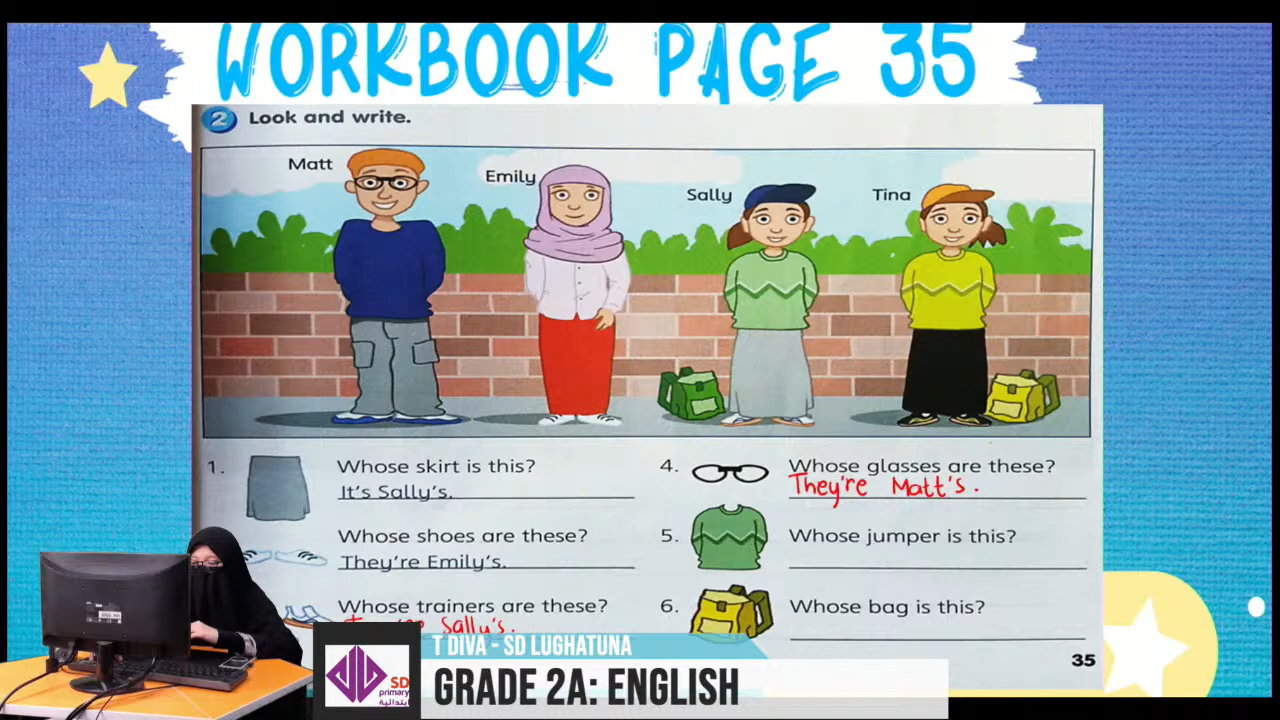 WORKBOOK PAGE 35
2 Look and write.
Matt
Emily
Sally
Tina
1. Whose skirt is this?
It's Sally's.
Whose shoes are these?
They're Emily's.
Whose trainers are these?
Sally's.
4. Whose glasses are these?
They're Matt's.
5. Whose jumper is this?
6. Whose bag is this?
35
T DIVA - SD LUGHATUNA
SD
primary
ابتدائية
GRADE 2A: ENGLISH